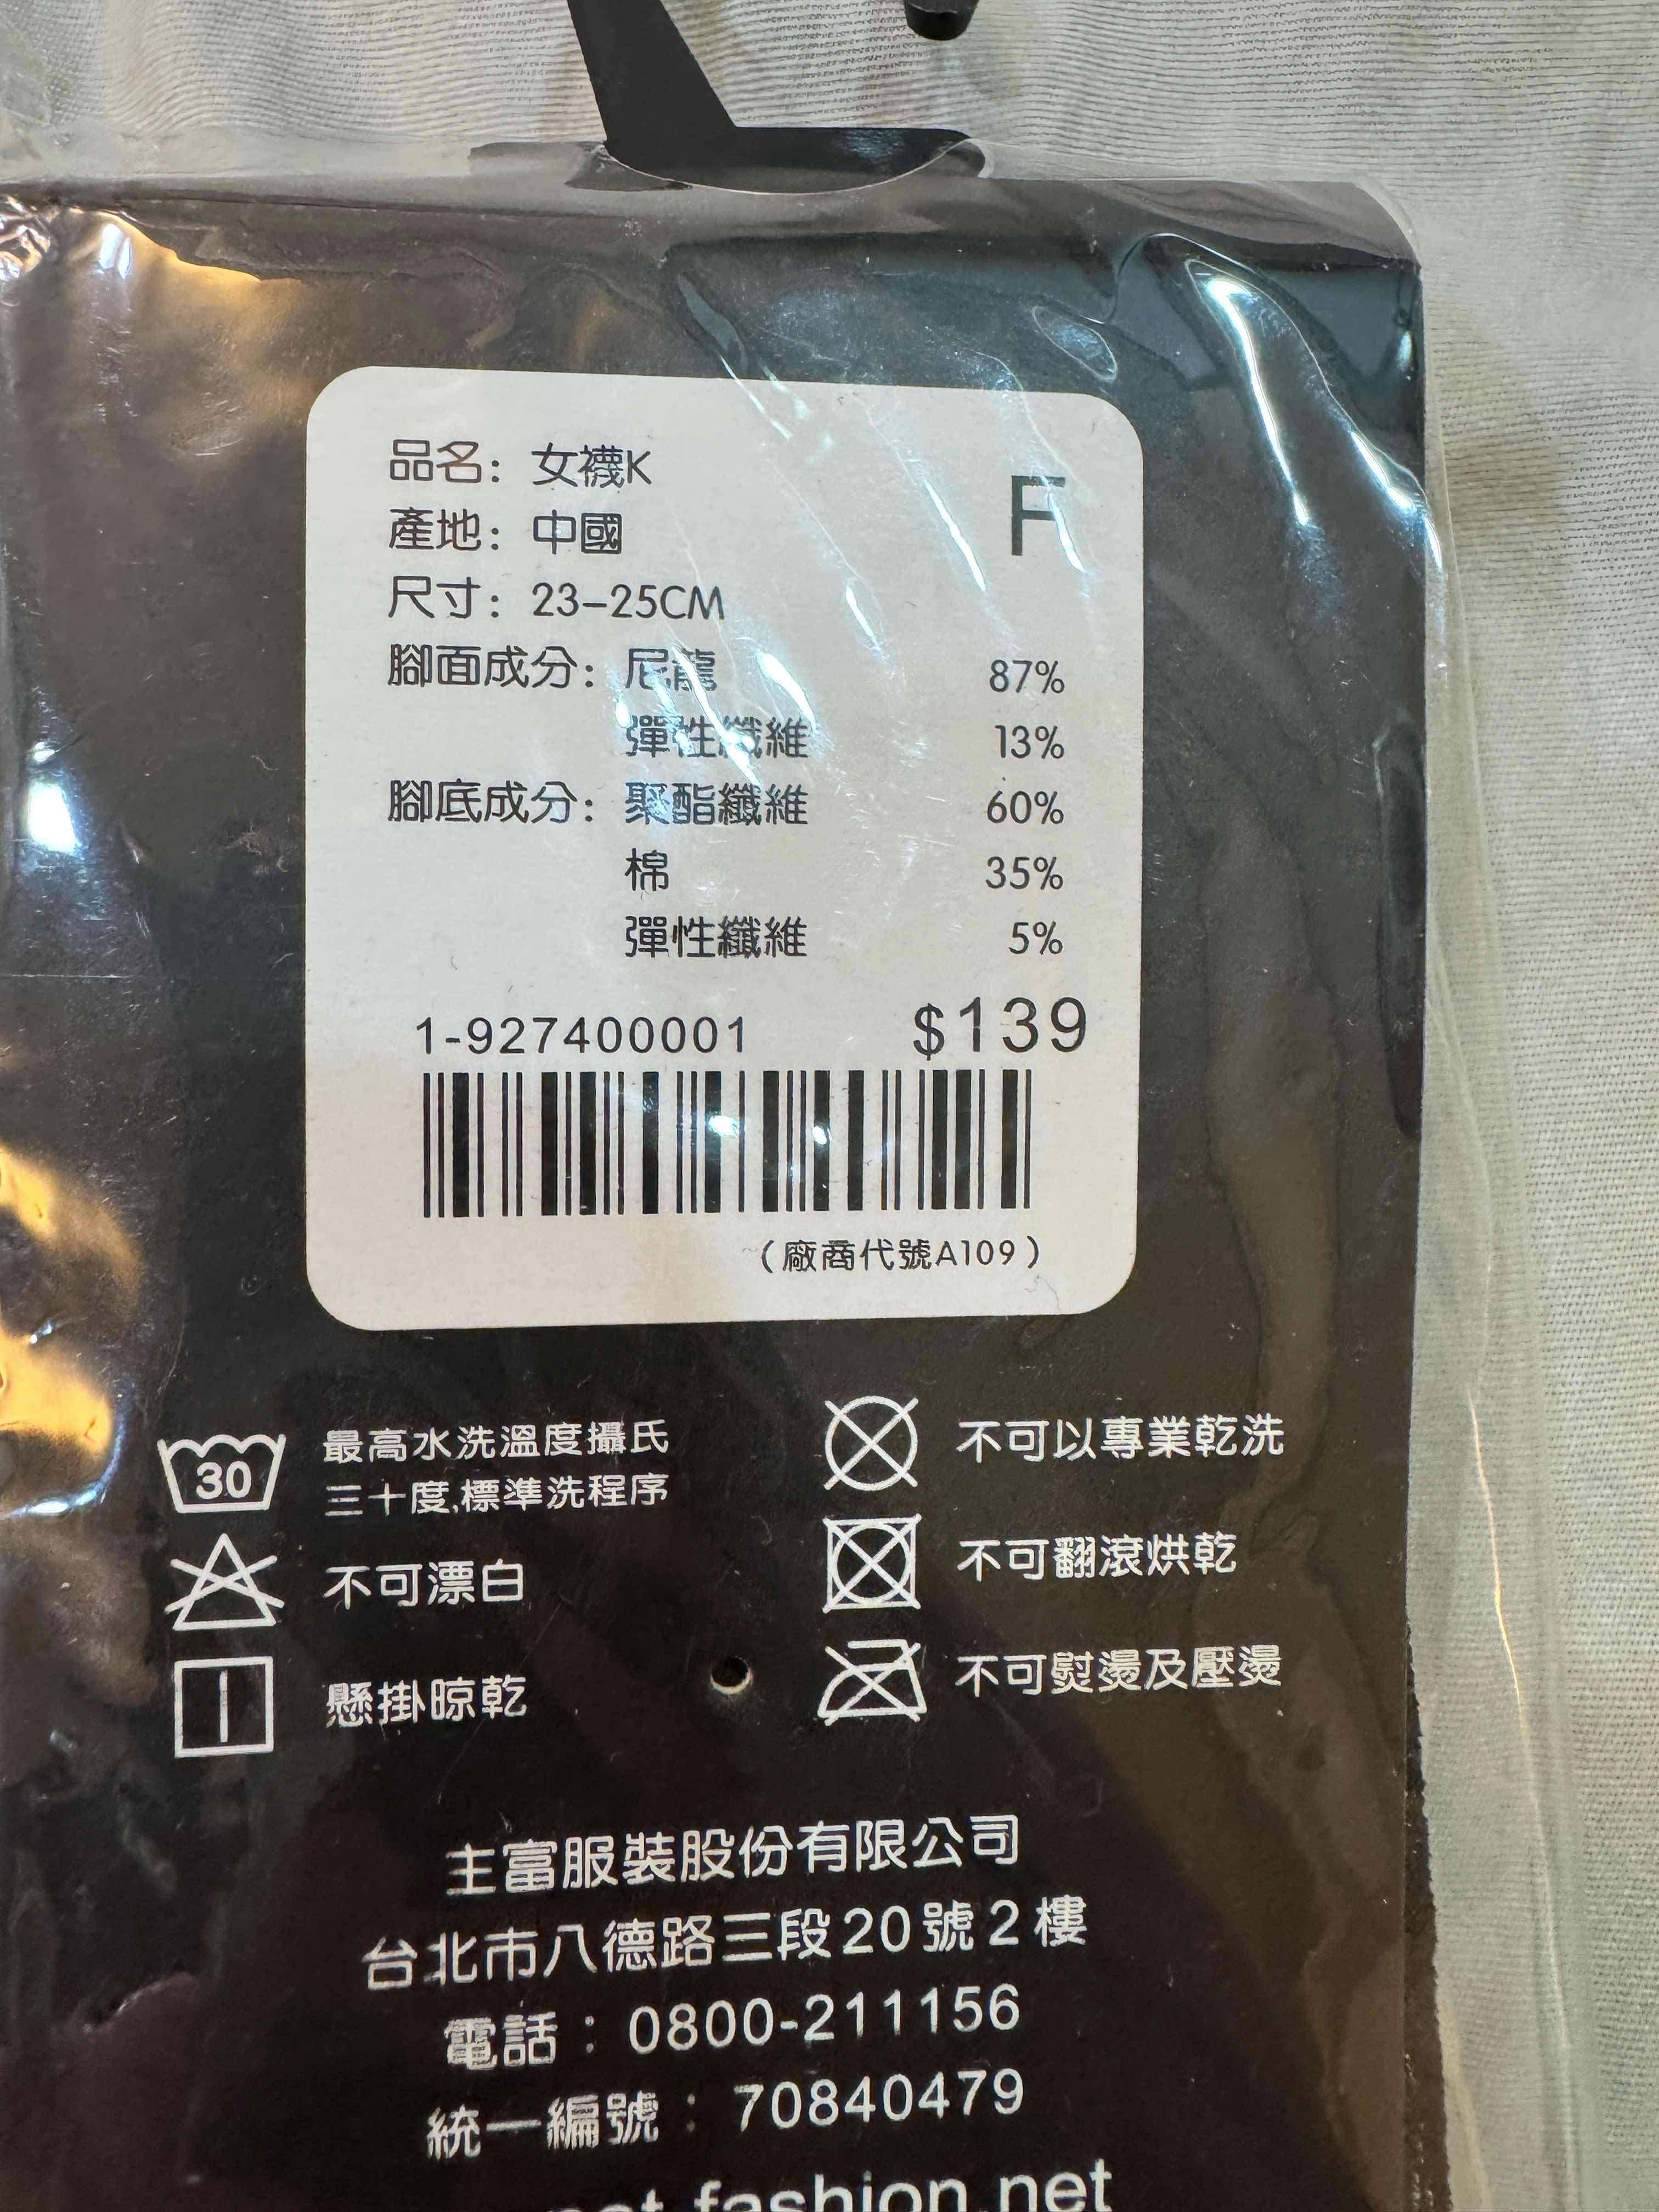 品名: 女襪K
F
產地: 中國
尺寸: 23-25CM
腳面成分: 尼龍 87%
彈性纖維 13%
腳底成分: 聚酯纖維 60%
棉 35%
彈性纖維 5%
1-927400001 $139
(廠商代號A109)
30
最高水洗溫度攝氏
三十度,標準洗程序
不可漂白
懸掛晾乾
不可以專業乾洗
不可翻滾烘乾
不可熨燙及壓燙
主富服裝股份有限公司
台北市八德路三段20號2樓
電話:0800-211156
統一編號:70840479
fashion.net